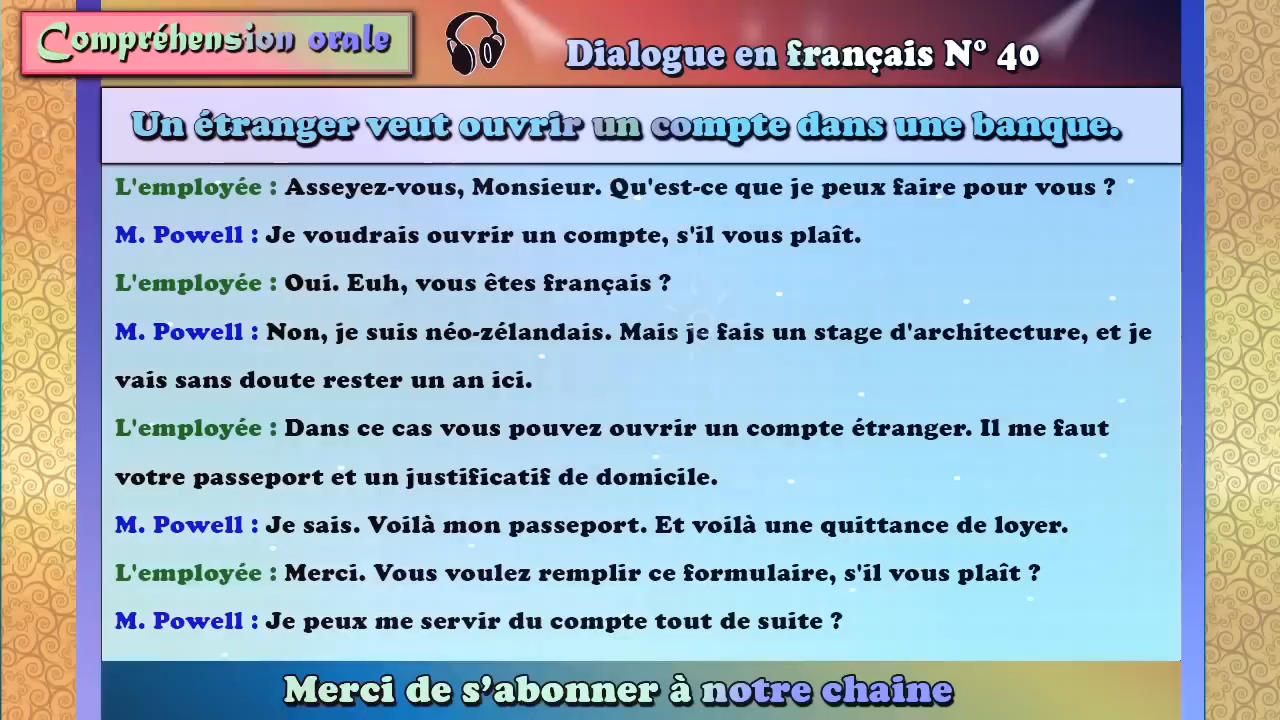 Compréhension orale
Dialogue en français N° 40
Un étranger veut ouvrir un compte dans une banque.
L'employée : Asseyez-vous, Monsieur. Qu'est-ce que je peux faire pour vous ?
M. Powell : Je voudrais ouvrir un compte, s'il vous plaît.
L'employée : Oui. Euh, vous êtes français ?
M. Powell : Non, je suis néo-zélandais. Mais je fais un stage d'architecture, et je
vais sans doute rester un an ici.
L'employée : Dans ce cas vous pouvez ouvrir un compte étranger. Il me faut
votre passeport et un justificatif de domicile.
M. Powell : Je sais. Voilà mon passeport. Et voilà une quittance de loyer.
L'employée : Merci. Vous voulez remplir ce formulaire, s'il vous plaît ?
M. Powell : Je peux me servir du compte tout de suite ?
Merci de s’abonner à notre chaine